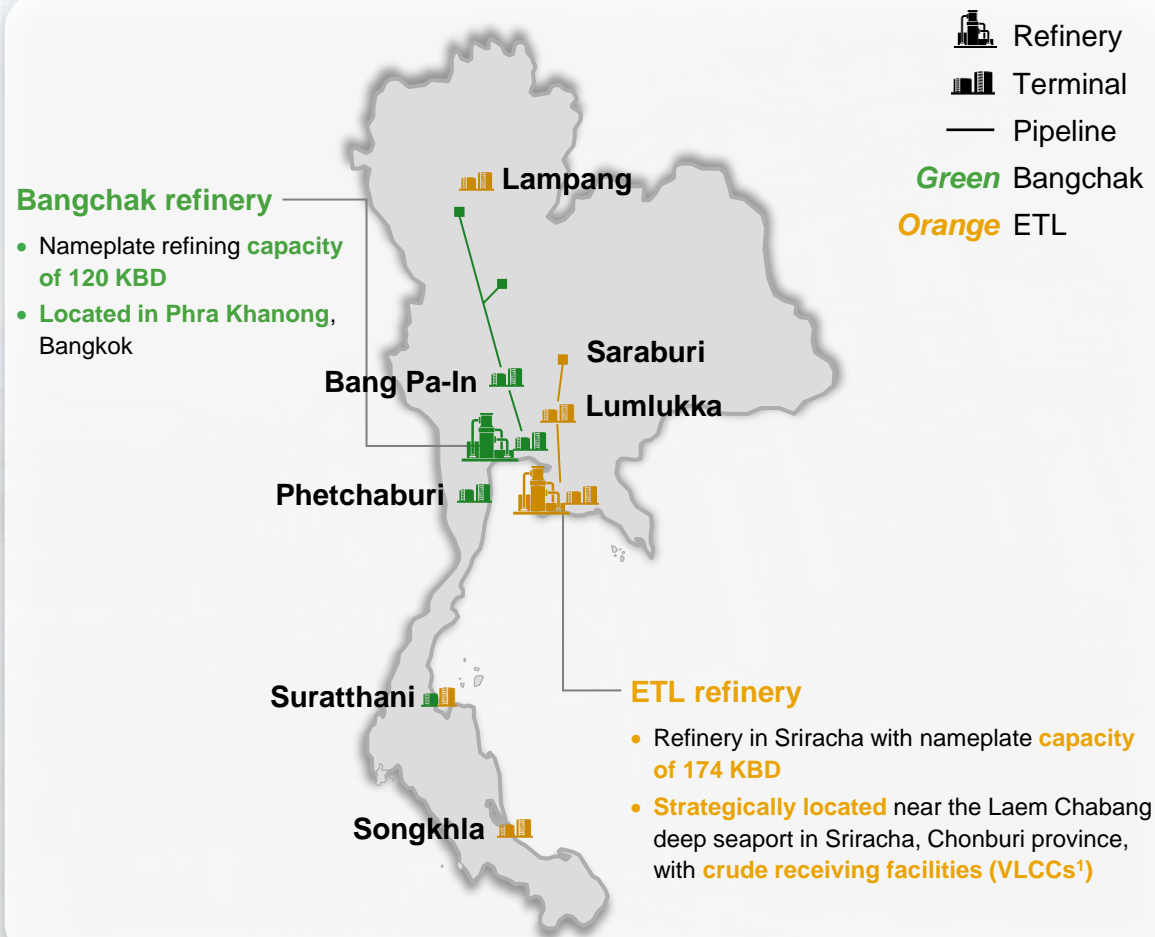 Refinery
Terminal
Pipeline
Green Bangchak
Orange ETL
Lampang
Bangchak refinery
• Nameplate refining capacity
of 120 KBD
• Located in Phra Khanong,
Bangkok
Saraburi
Bang Pa-In
Lumlukka
Phetchaburi
Suratthani
ETL refinery
• Refinery in Sriracha with nameplate capacity
of 174 KBD
• Strategically located near the Laem Chabang
deep seaport in Sriracha, Chonburi province,
with crude receiving facilities (VLCCs¹)
Songkhla